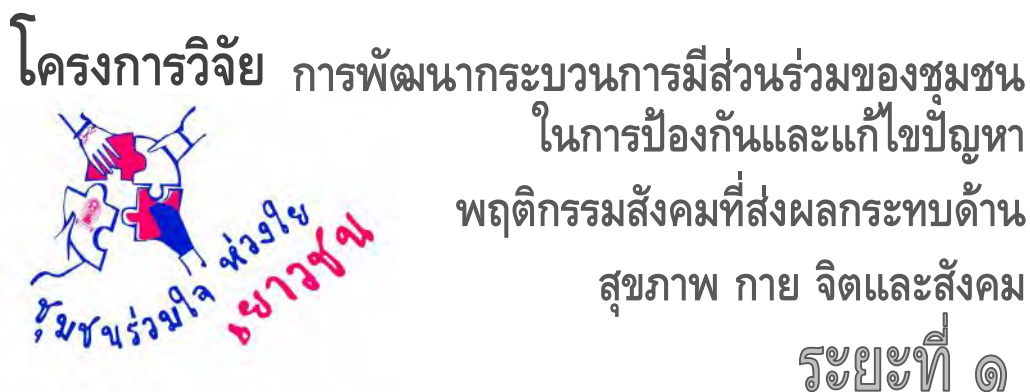 โครงการวิจัย การพัฒนากระบวนการมีส่วนร่วมของชุมชน
ในการป้องกันและแก้ไขปัญหา
พฤติกรรมสังคมที่ส่งผลกระทบด้าน
สุขภาพ กาย จิตและสังคม
ระยะที่ ๑
ชุมชนร่วมใจ ห่วงใย
เยาวชน